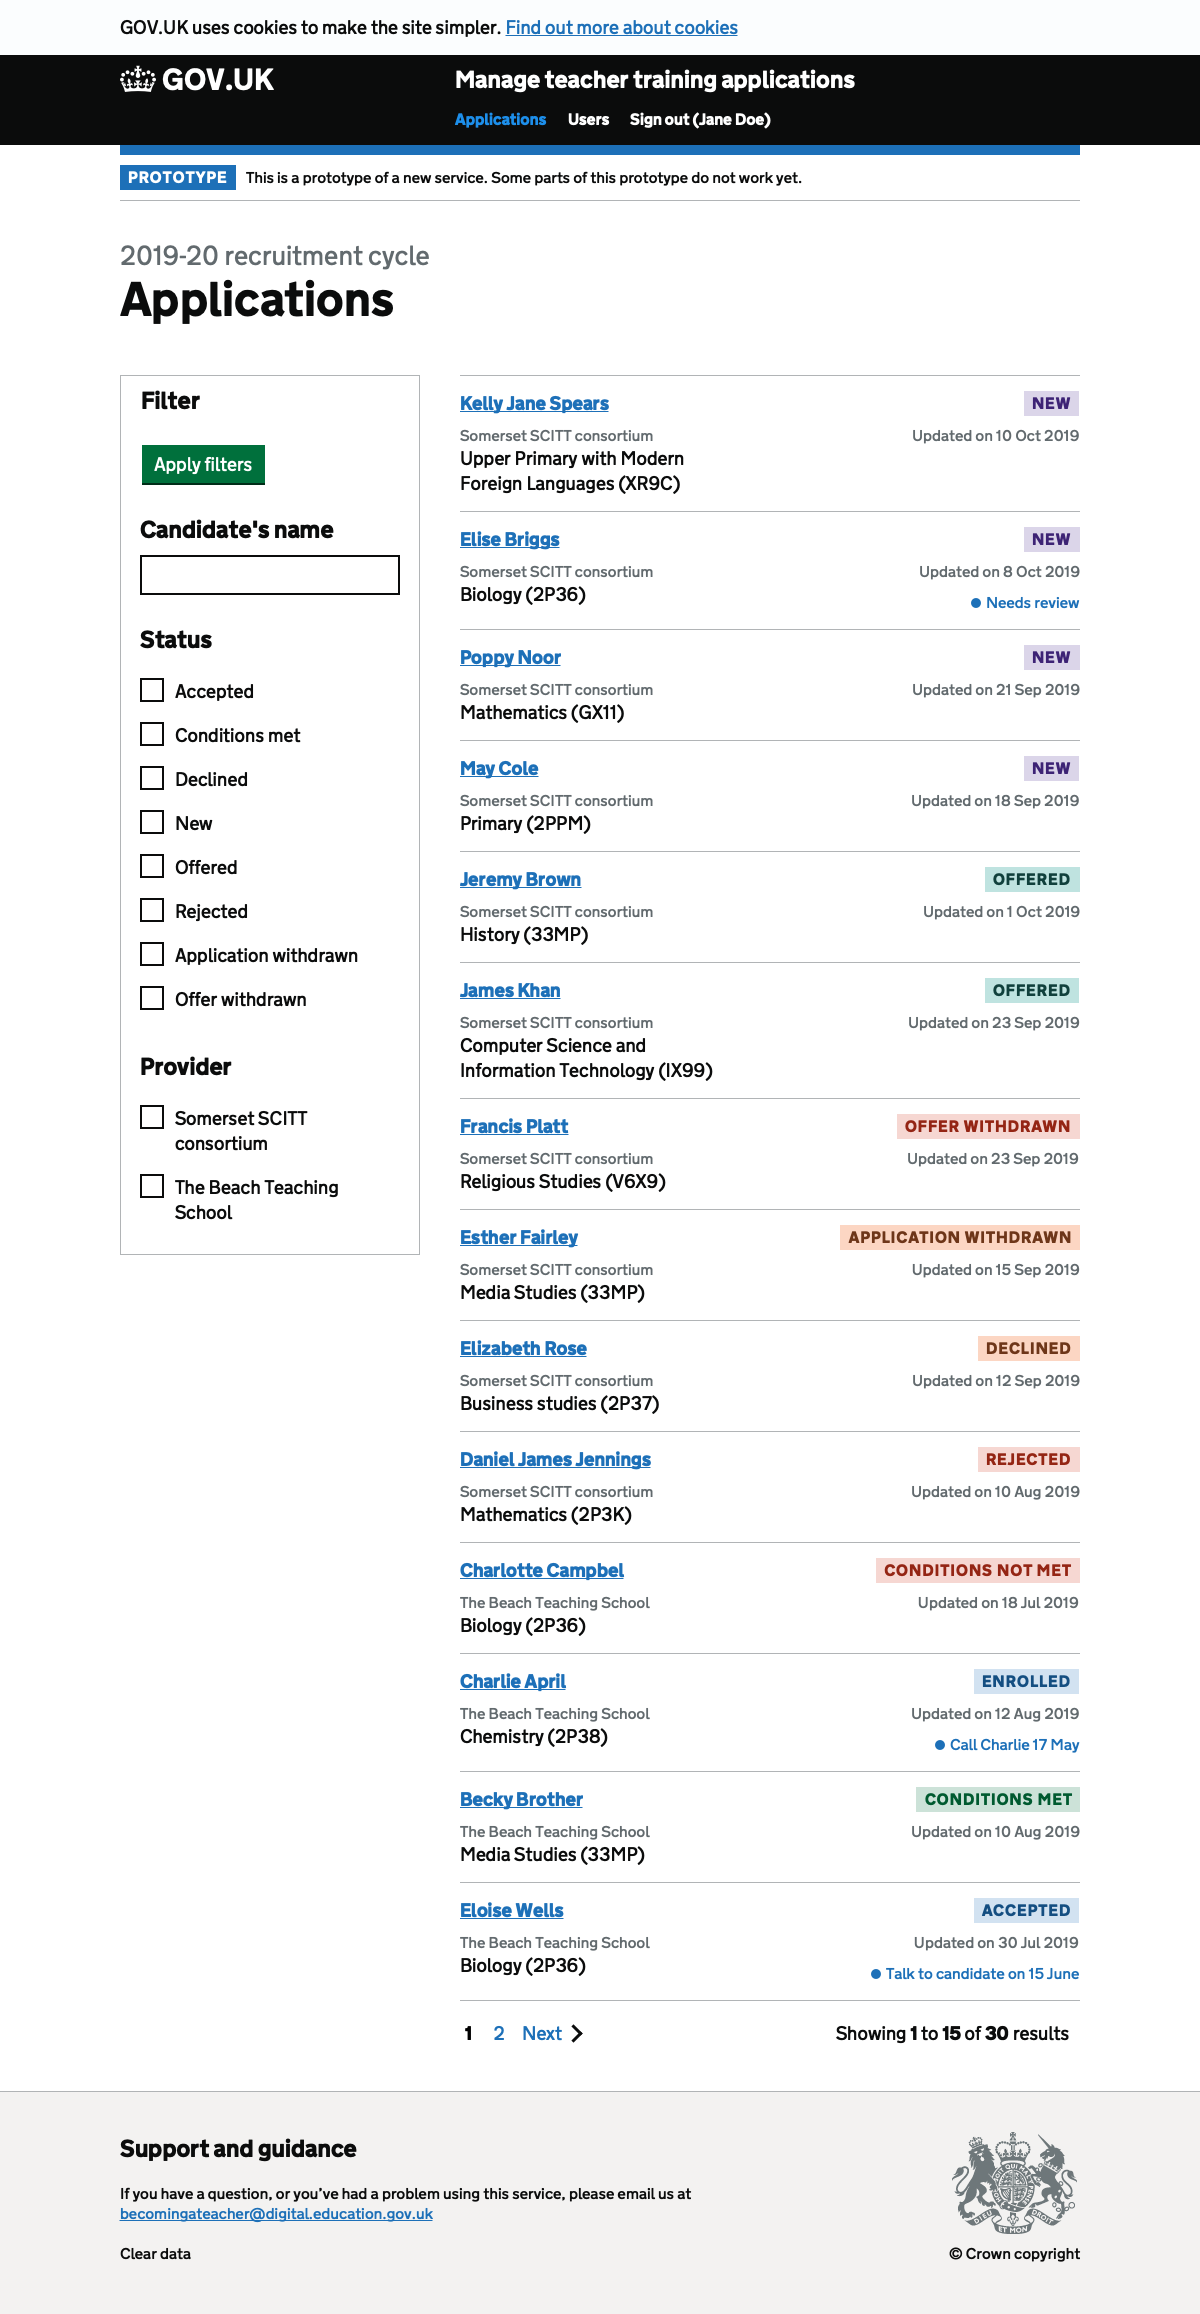 GOV.UK uses cookies to make the site simpler. Find out more about cookies
GOV.UK
Manage teacher training applications
Applications Users Sign out (Jane Doe)
PROTOTYPE This is a prototype of a new service. Some parts of this prototype do not work yet.
2019-20 recruitment cycle
Applications
Filter
Apply filters
Candidate's name
Status
Accepted
Conditions met
Declined
New
Offered
Rejected
Application withdrawn
Offer withdrawn
Provider
Somerset SCITT
consortium
The Beach Teaching
School
Kelly Jane Spears NEW
Somerset SCITT consortium Updated on 10 Oct 2019
Upper Primary with Modern
Foreign Languages (XR9C)
Elise Briggs NEW
Somerset SCITT consortium Updated on 8 Oct 2019
Biology (2P36)
Needs review
Poppy Noor NEW
Somerset SCITT consortium Updated on 21 Sep 2019
Mathematics (GX11)
May Cole NEW
Somerset SCITT consortium Updated on 18 Sep 2019
Primary (2PPM)
Jeremy Brown OFFERED
Somerset SCITT consortium Updated on 1 Oct 2019
History (33MP)
James Khan OFFERED
Somerset SCITT consortium Updated on 23 Sep 2019
Computer Science and
Information Technology (IX99)
Francis Platt OFFER WITHDRAWN
Somerset SCITT consortium Updated on 23 Sep 2019
Religious Studies (V6X9)
Esther Fairley APPLICATION WITHDRAWN
Somerset SCITT consortium Updated on 15 Sep 2019
Media Studies (33MP)
Elizabeth Rose DECLINED
Somerset SCITT consortium Updated on 12 Sep 2019
Business studies (2P37)
Daniel James Jennings REJECTED
Somerset SCITT consortium Updated on 10 Aug 2019
Mathematics (2P3K)
Charlotte Campbel CONDITIONS NOT MET
The Beach Teaching School Updated on 18 Jul 2019
Biology (2P36)
Charlie April ENROLLED
The Beach Teaching School Updated on 12 Aug 2019
Chemistry (2P38)
Call Charlie 17 May
Becky Brother CONDITIONS MET
The Beach Teaching School Updated on 10 Aug 2019
Media Studies (33MP)
Eloise Wells ACCEPTED
The Beach Teaching School Updated on 30 Jul 2019
Biology (2P36)
Talk to candidate on 15 June
1 2 Next Showing 1 to 15 of 30 results
Support and guidance
If you have a question, or you’ve had a problem using this service, please email us at
becomingateacher@digital.education.gov.uk
Clear data
DIEU ET MON DROIT
© Crown copyright